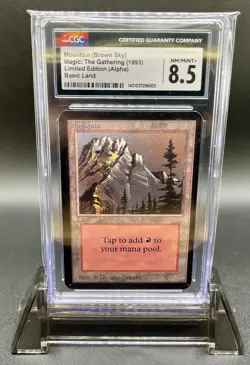 CGC
CERTIFIED GUARANTY COMPANY
Mountain (Brown Sky)
Magic: The Gathering (1993)
Limited Edition (Alpha)
Basic Land
NM/MINT+
8.5
Mountain
Tap to add R to
your mana pool.
Illus. ©